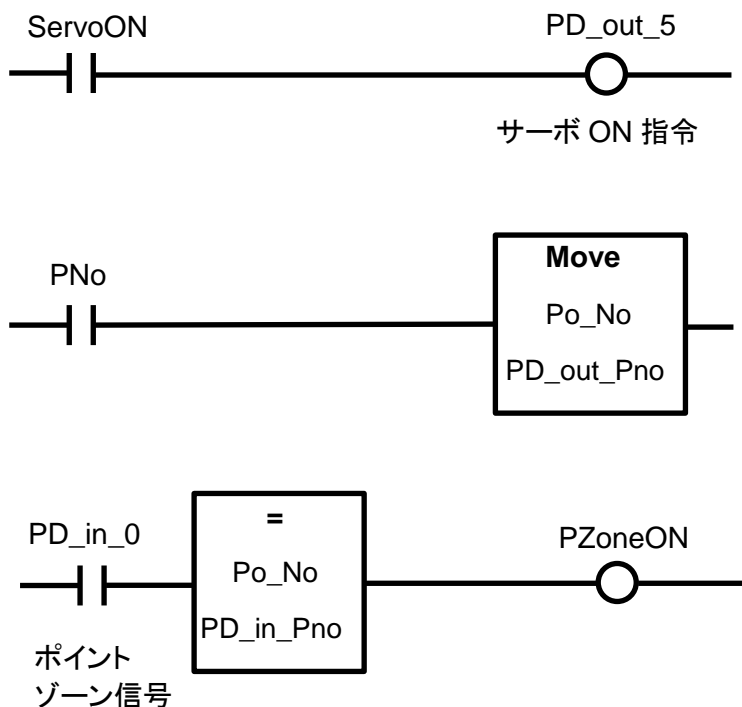 ServoON
PD_out_5
サーボ ON 指令
PNo
Move
Po_No
PD_out_Pno
PD_in_0
=
Po_No
PD_in_Pno
PZoneON
ポイント
ゾーン信号